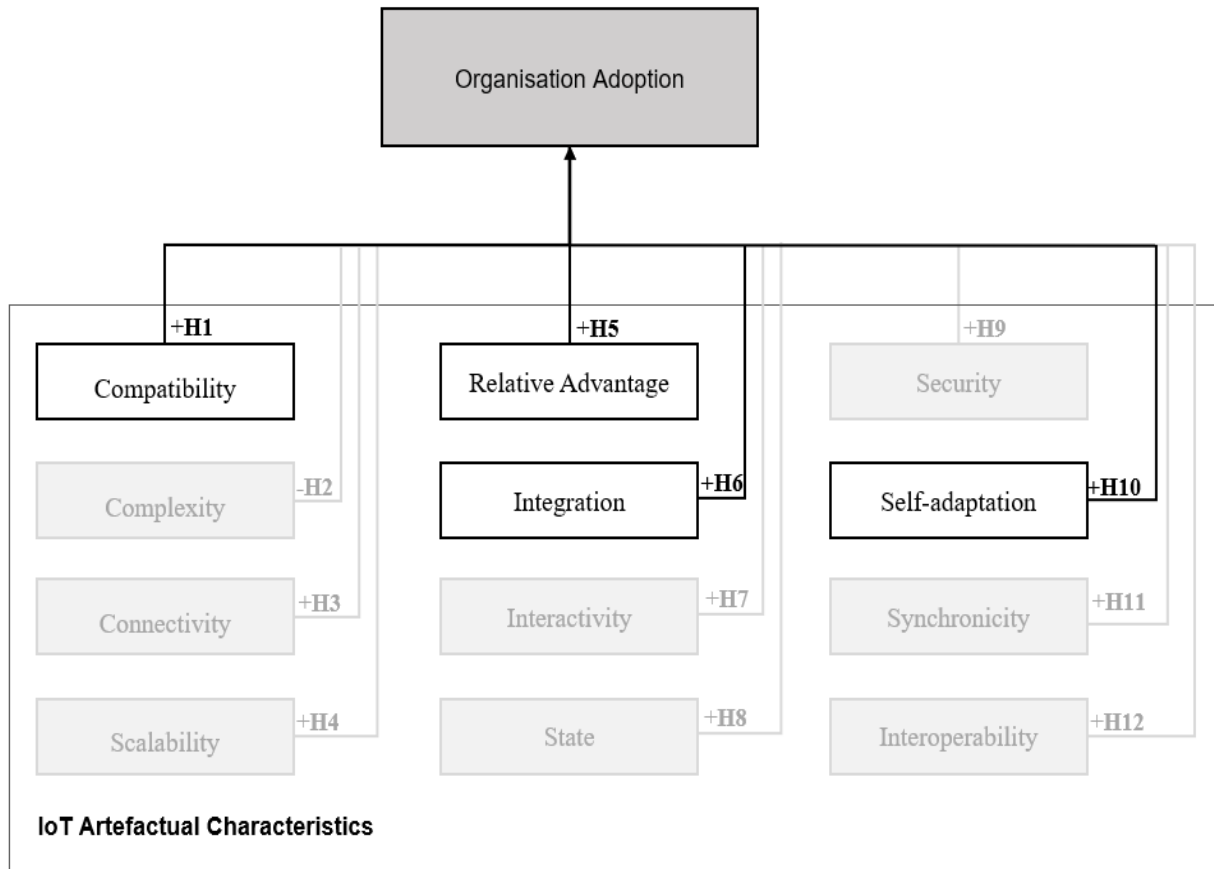 Organisation Adoption
+H1
Compatibility
-H2
Complexity
+H3
Connectivity
+H4
Scalability
+H5
Relative Advantage
+H6
Integration
+H7
Interactivity
+H8
State
+H9
Security
+H10
Self-adaptation
+H11
Synchronicity
+H12
Interoperability
IoT Artefactual Characteristics